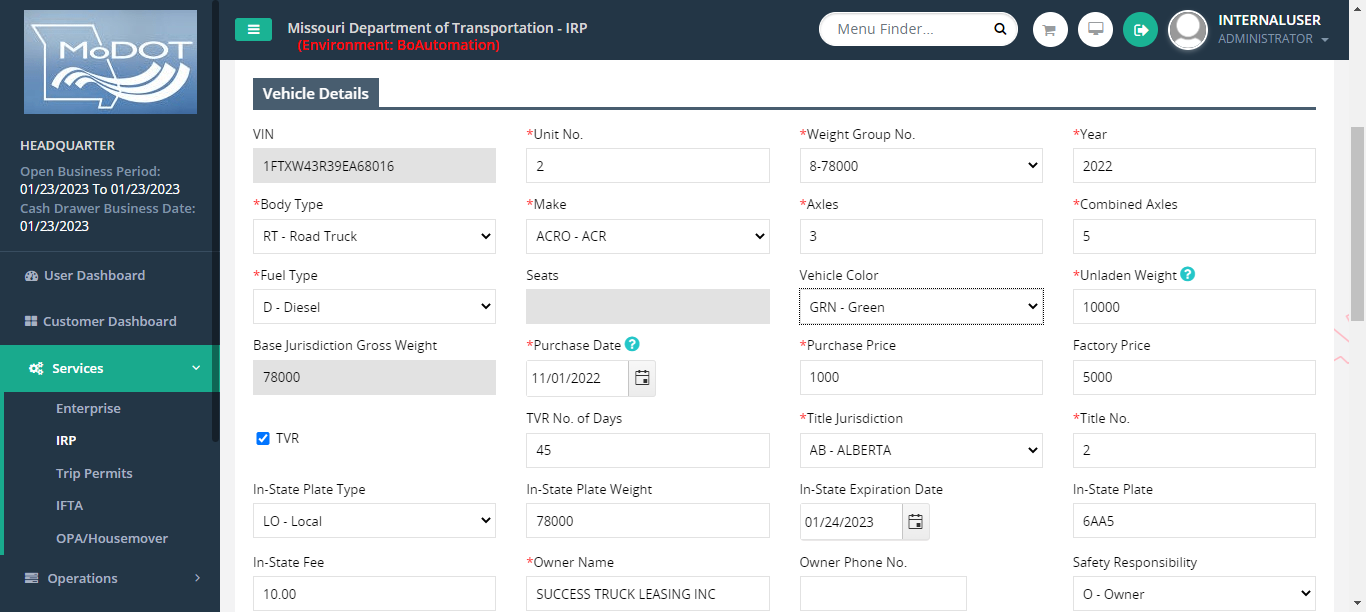 MoDOT
Missouri Department of Transportation - IRP
(Environment: BoAutomation)
Menu Finder...
INTERNALUSER
ADMINISTRATOR
HEADQUARTER
Open Business Period:
01/23/2023 To 01/23/2023
Cash Drawer Business Date:
01/23/2023
User Dashboard
Customer Dashboard
Services
Enterprise
IRP
Trip Permits
IFTA
OPA/Housemover
Operations
Vehicle Details
VIN *Unit No. *Weight Group No. *Year
1FTXW43R39EA68016 2 8-78000 2022
*Body Type *Make *Axles *Combined Axles
RT - Road Truck ACRO - ACR 3 5
*Fuel Type Seats Vehicle Color *Unladen Weight ?
D - Diesel GRN - Green 10000
Base Jurisdiction Gross Weight *Purchase Date ? *Purchase Price Factory Price
78000 11/01/2022 1000 5000
TVR TVR No. of Days *Title Jurisdiction *Title No.
45 AB - ALBERTA 2
In-State Plate Type In-State Plate Weight In-State Expiration Date In-State Plate
LO - Local 78000 01/24/2023 6AA5
In-State Fee *Owner Name Owner Phone No. Safety Responsibility
10.00 SUCCESS TRUCK LEASING INC O - Owner